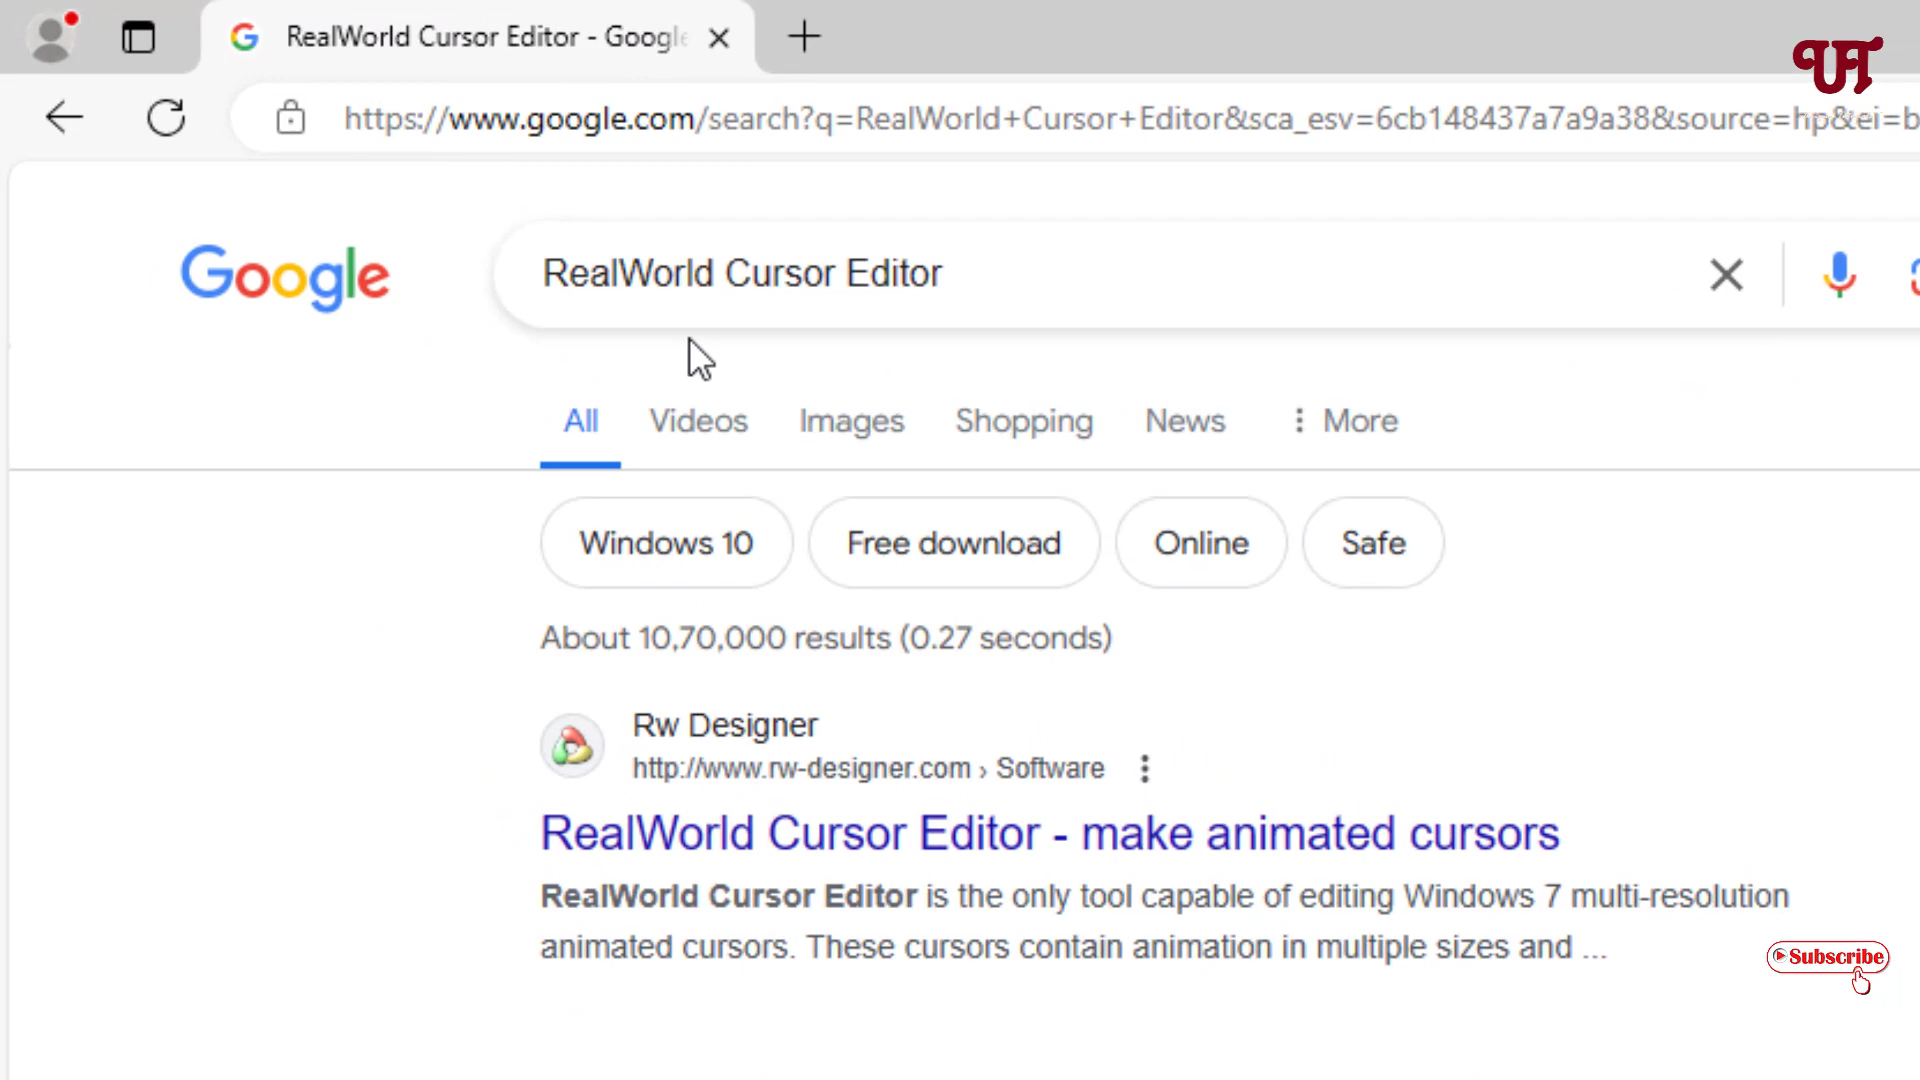 RealWorld Cursor Editor - Google
UT
https://www.google.com/search?q=RealWorld+Cursor+Editor&sca_esv=6cb148437a7a9a38&source=hp&ei=b
Google
RealWorld Cursor Editor
All Videos Images Shopping News More
Windows 10 Free download Online Safe
About 10,70,000 results (0.27 seconds)
Rw Designer
http://www.rw-designer.com › Software
RealWorld Cursor Editor - make animated cursors
RealWorld Cursor Editor is the only tool capable of editing Windows 7 multi-resolution
animated cursors. These cursors contain animation in multiple sizes and ...
Subscribe